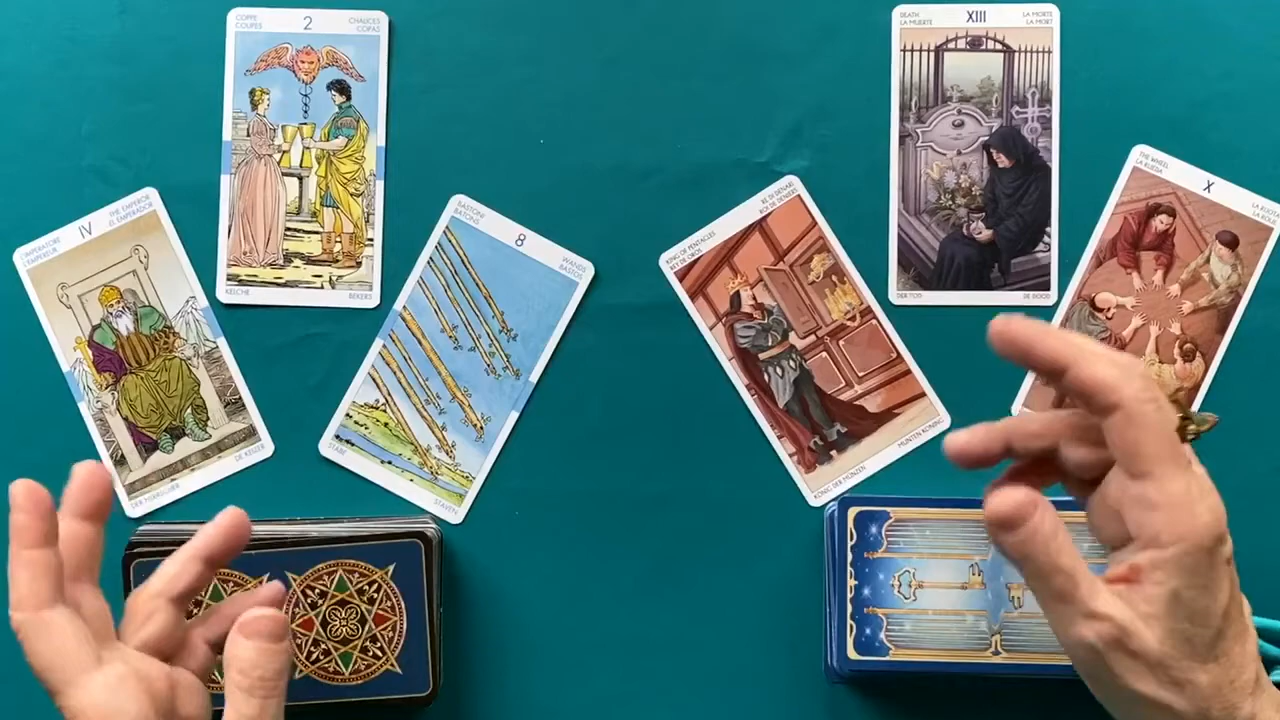 L'IMPERATORE
L'EMPEREUR
IV
THE EMPEROR
EL EMPERADOR
DER HERRSCHER
DE KEIZER
COPPE
COUPES
2
CHALICES
COPAS
KELCHE
BEKERS
BASTONI
BATONS
8
WANDS
BASTOS
STÄBE
STAVEN
KING OF PENTACLES
REY DE OROS
RE DI DENARI
ROI DE DENIERS
KÖNIG DER MÜNZEN
MUNTEN KONING
DEATH
LA MUERTE
XIII
LA MORTE
LA MORT
DER TOD
DE DOOD
THE WHEEL
LA RUEDA
X
LA RUOTA
LA ROUE